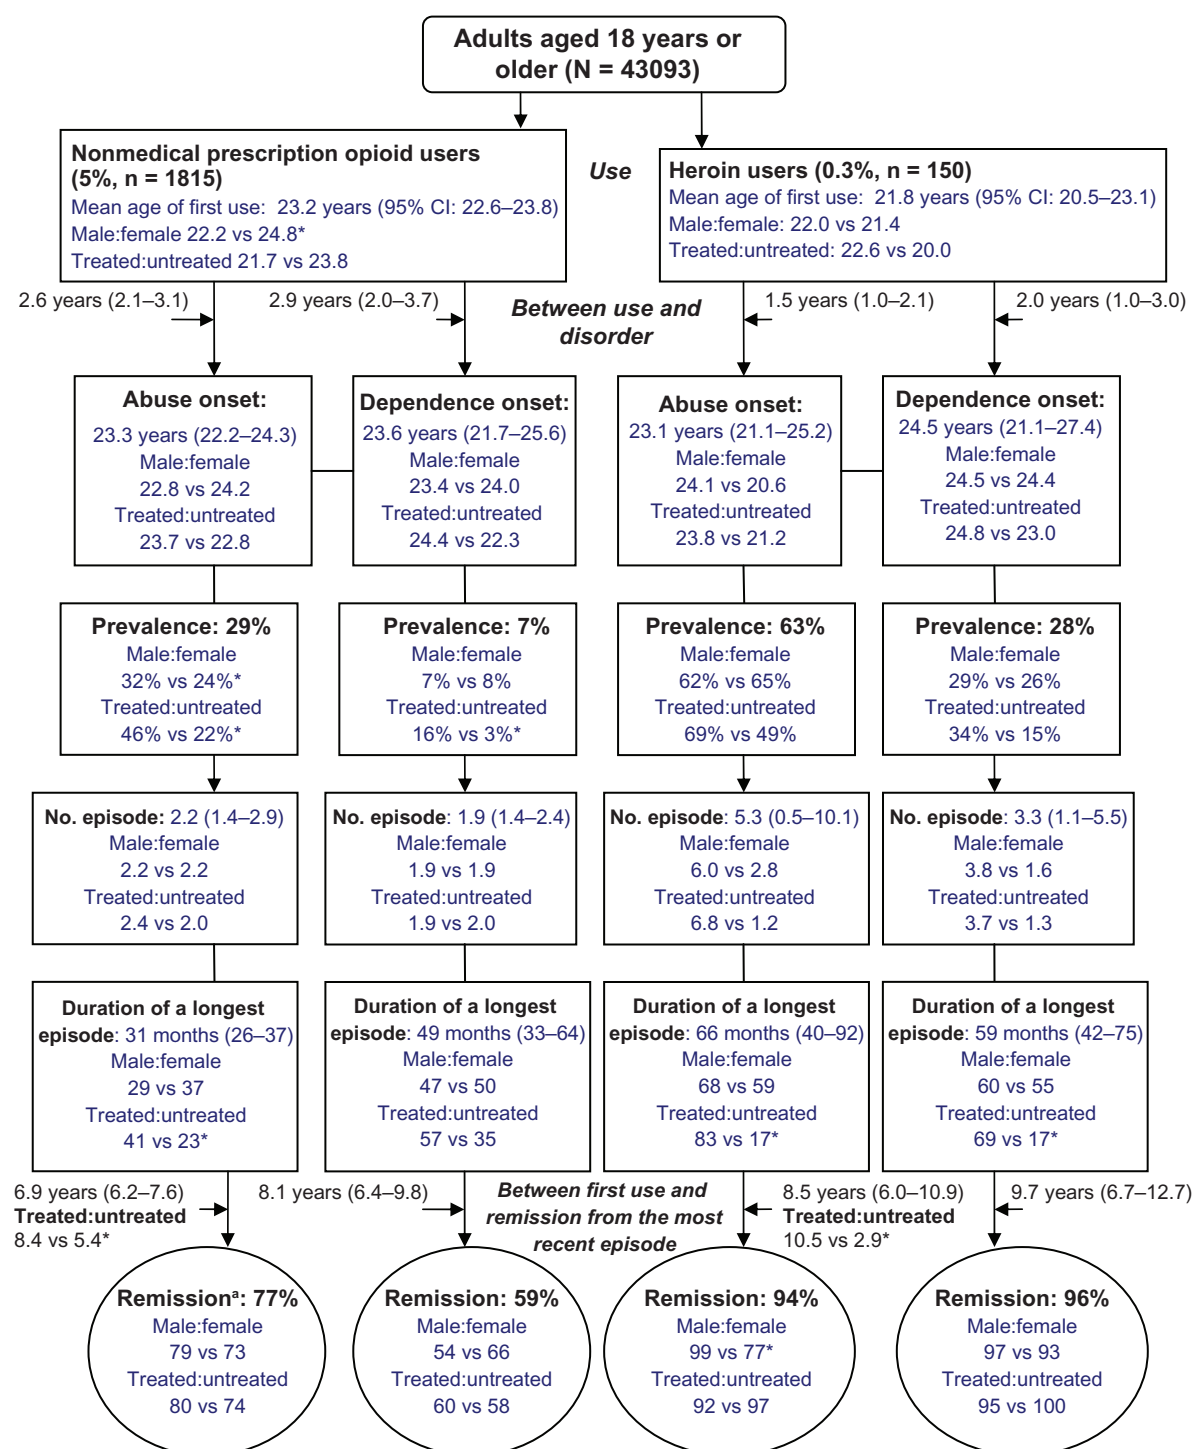 Adults aged 18 years or
older (N = 43093)
Nonmedical prescription opioid users
(5%, n = 1815)
Mean age of first use: 23.2 years (95% CI: 22.6–23.8)
Male:female 22.2 vs 24.8*
Treated:untreated 21.7 vs 23.8
Use
Heroin users (0.3%, n = 150)
Mean age of first use: 21.8 years (95% CI: 20.5–23.1)
Male:female: 22.0 vs 21.4
Treated:untreated: 22.6 vs 20.0
2.6 years (2.1–3.1)
2.9 years (2.0–3.7)
Between use and
disorder
1.5 years (1.0–2.1)
2.0 years (1.0–3.0)
Abuse onset:
23.3 years (22.2–24.3)
Male:female
22.8 vs 24.2
Treated:untreated
23.7 vs 22.8
Dependence onset:
23.6 years (21.7–25.6)
Male:female
23.4 vs 24.0
Treated:untreated
24.4 vs 22.3
Abuse onset:
23.1 years (21.1–25.2)
Male:female
24.1 vs 20.6
Treated:untreated
23.8 vs 21.2
Dependence onset:
24.5 years (21.1–27.4)
Male:female
24.5 vs 24.4
Treated:untreated
24.8 vs 23.0
Prevalence: 29%
Male:female
32% vs 24%*
Treated:untreated
46% vs 22%*
Prevalence: 7%
Male:female
7% vs 8%
Treated:untreated
16% vs 3%*
Prevalence: 63%
Male:female
62% vs 65%
Treated:untreated
69% vs 49%
Prevalence: 28%
Male:female
29% vs 26%
Treated:untreated
34% vs 15%
No. episode: 2.2 (1.4–2.9)
Male:female
2.2 vs 2.2
Treated:untreated
2.4 vs 2.0
No. episode: 1.9 (1.4–2.4)
Male:female
1.9 vs 1.9
Treated:untreated
1.9 vs 2.0
No. episode: 5.3 (0.5–10.1)
Male:female
6.0 vs 2.8
Treated:untreated
6.8 vs 1.2
No. episode: 3.3 (1.1–5.5)
Male:female
3.8 vs 1.6
Treated:untreated
3.7 vs 1.3
Duration of a longest
episode: 31 months (26–37)
Male:female
29 vs 37
Treated:untreated
41 vs 23*
Duration of a longest
episode: 49 months (33–64)
Male:female
47 vs 50
Treated:untreated
57 vs 35
Duration of a longest
episode: 66 months (40–92)
Male:female
68 vs 59
Treated:untreated
83 vs 17*
Duration of a longest
episode: 59 months (42–75)
Male:female
60 vs 55
Treated:untreated
69 vs 17*
6.9 years (6.2–7.6)
Treated:untreated
8.4 vs 5.4*
8.1 years (6.4–9.8)
Between first use and
remission from the most
recent episode
8.5 years (6.0–10.9)
Treated:untreated
10.5 vs 2.9*
9.7 years (6.7–12.7)
Remissionᵃ: 77%
Male:female
79 vs 73
Treated:untreated
80 vs 74
Remission: 59%
Male:female
54 vs 66
Treated:untreated
60 vs 58
Remission: 94%
Male:female
99 vs 77*
Treated:untreated
92 vs 97
Remission: 96%
Male:female
97 vs 93
Treated:untreated
95 vs 100